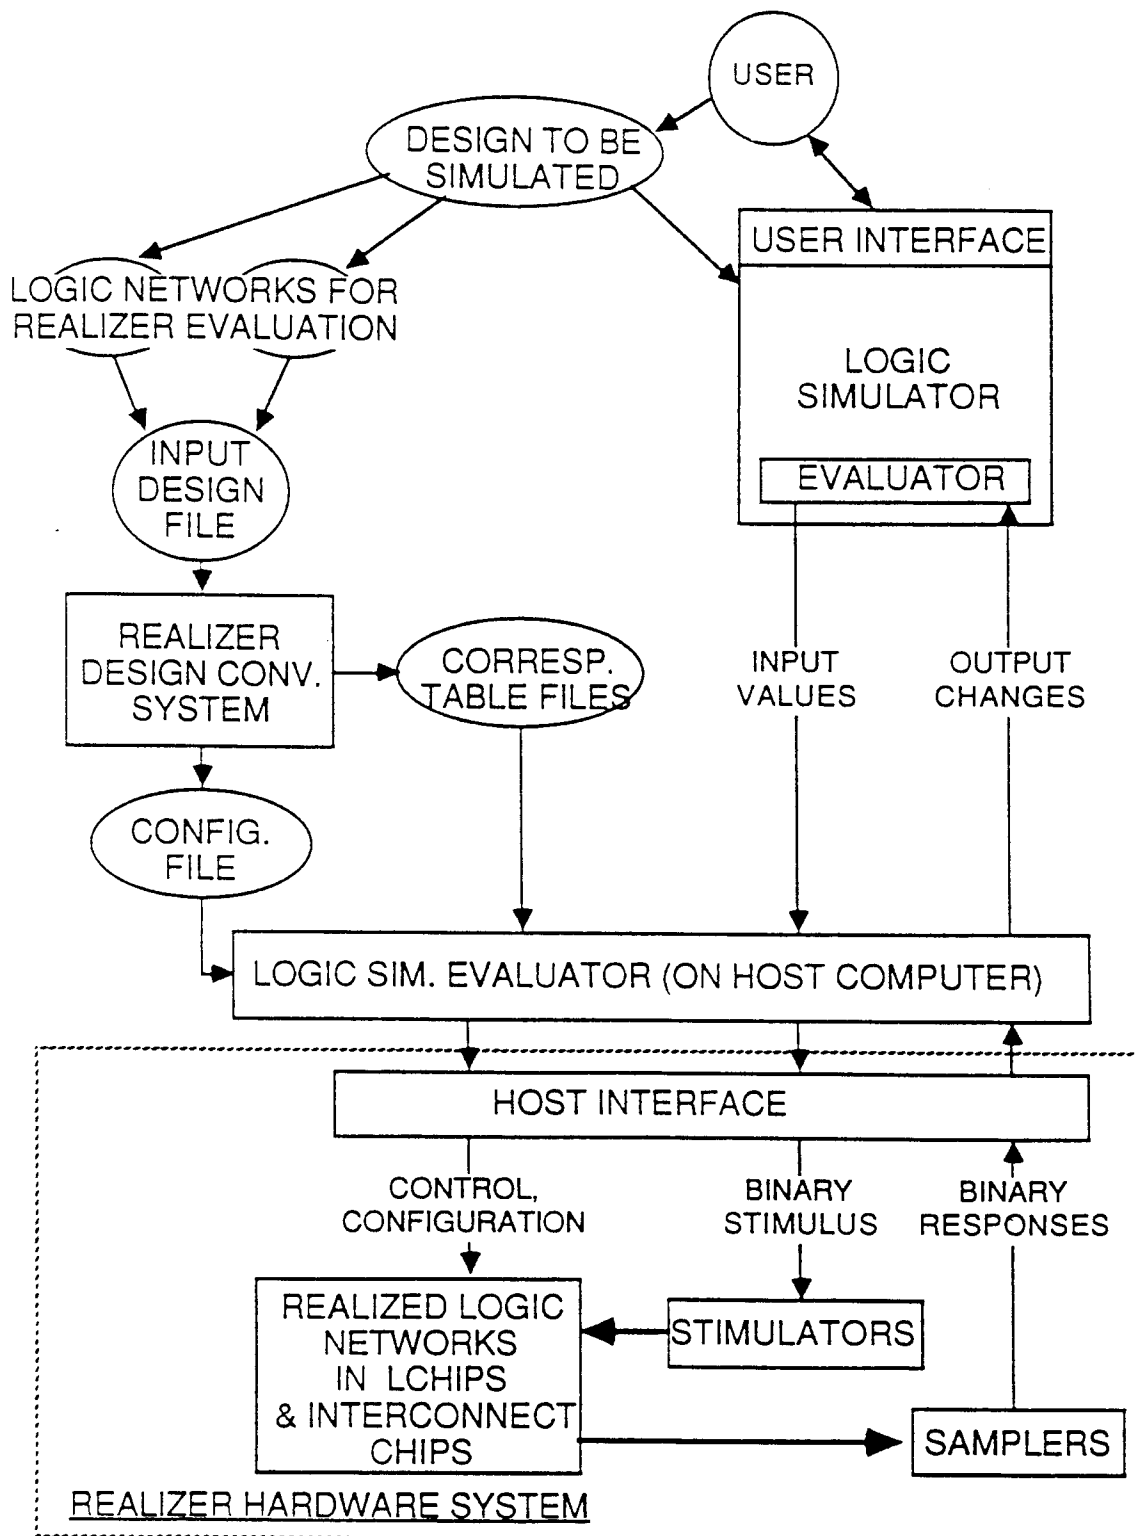 USER
DESIGN TO BE
SIMULATED
USER INTERFACE
LOGIC NETWORKS FOR
REALIZER EVALUATION
LOGIC
SIMULATOR
EVALUATOR
INPUT
DESIGN
FILE
REALIZER
DESIGN CONV.
SYSTEM
CORRESP.
TABLE FILES
INPUT
VALUES
OUTPUT
CHANGES
CONFIG.
FILE
LOGIC SIM. EVALUATOR (ON HOST COMPUTER)
HOST INTERFACE
CONTROL,
CONFIGURATION
BINARY
STIMULUS
BINARY
RESPONSES
REALIZED LOGIC
NETWORKS
IN LCHIPS
& INTERCONNECT
CHIPS
STIMULATORS
SAMPLERS
REALIZER HARDWARE SYSTEM